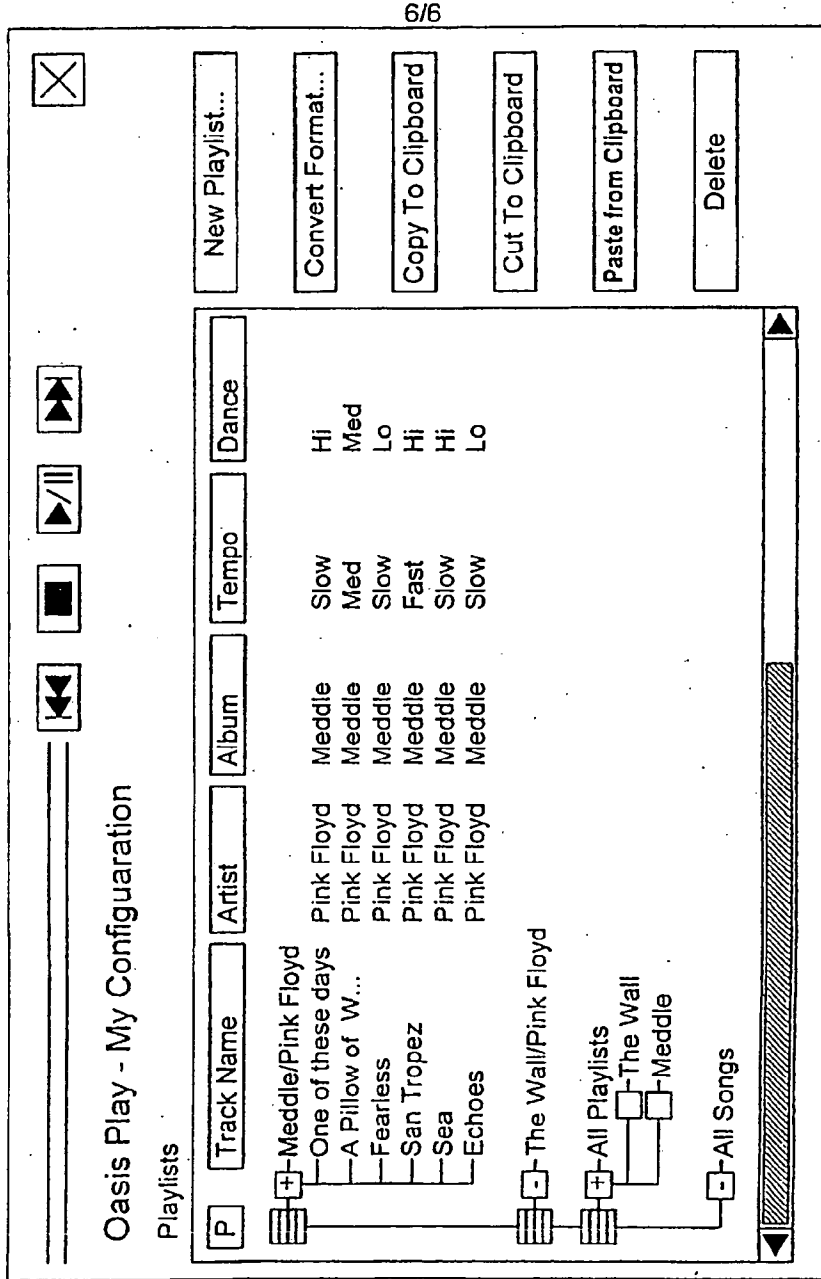 6/6
Oasis Play - My Configuaration
Playlists
P Track Name Artist Album Tempo Dance
+ Meddle/Pink Floyd
One of these days Pink Floyd Meddle Slow Hi
A Pillow of W... Pink Floyd Meddle Med Med
Fearless Pink Floyd Meddle Slow Lo
San Tropez Pink Floyd Meddle Fast Hi
Sea Pink Floyd Meddle Slow Hi
Echoes Pink Floyd Meddle Slow Lo
- The Wall/Pink Floyd
+ All Playlists
The Wall
Meddle
- All Songs
New Playlist...
Convert Format...
Copy To Clipboard
Cut To Clipboard
Paste from Clipboard
Delete